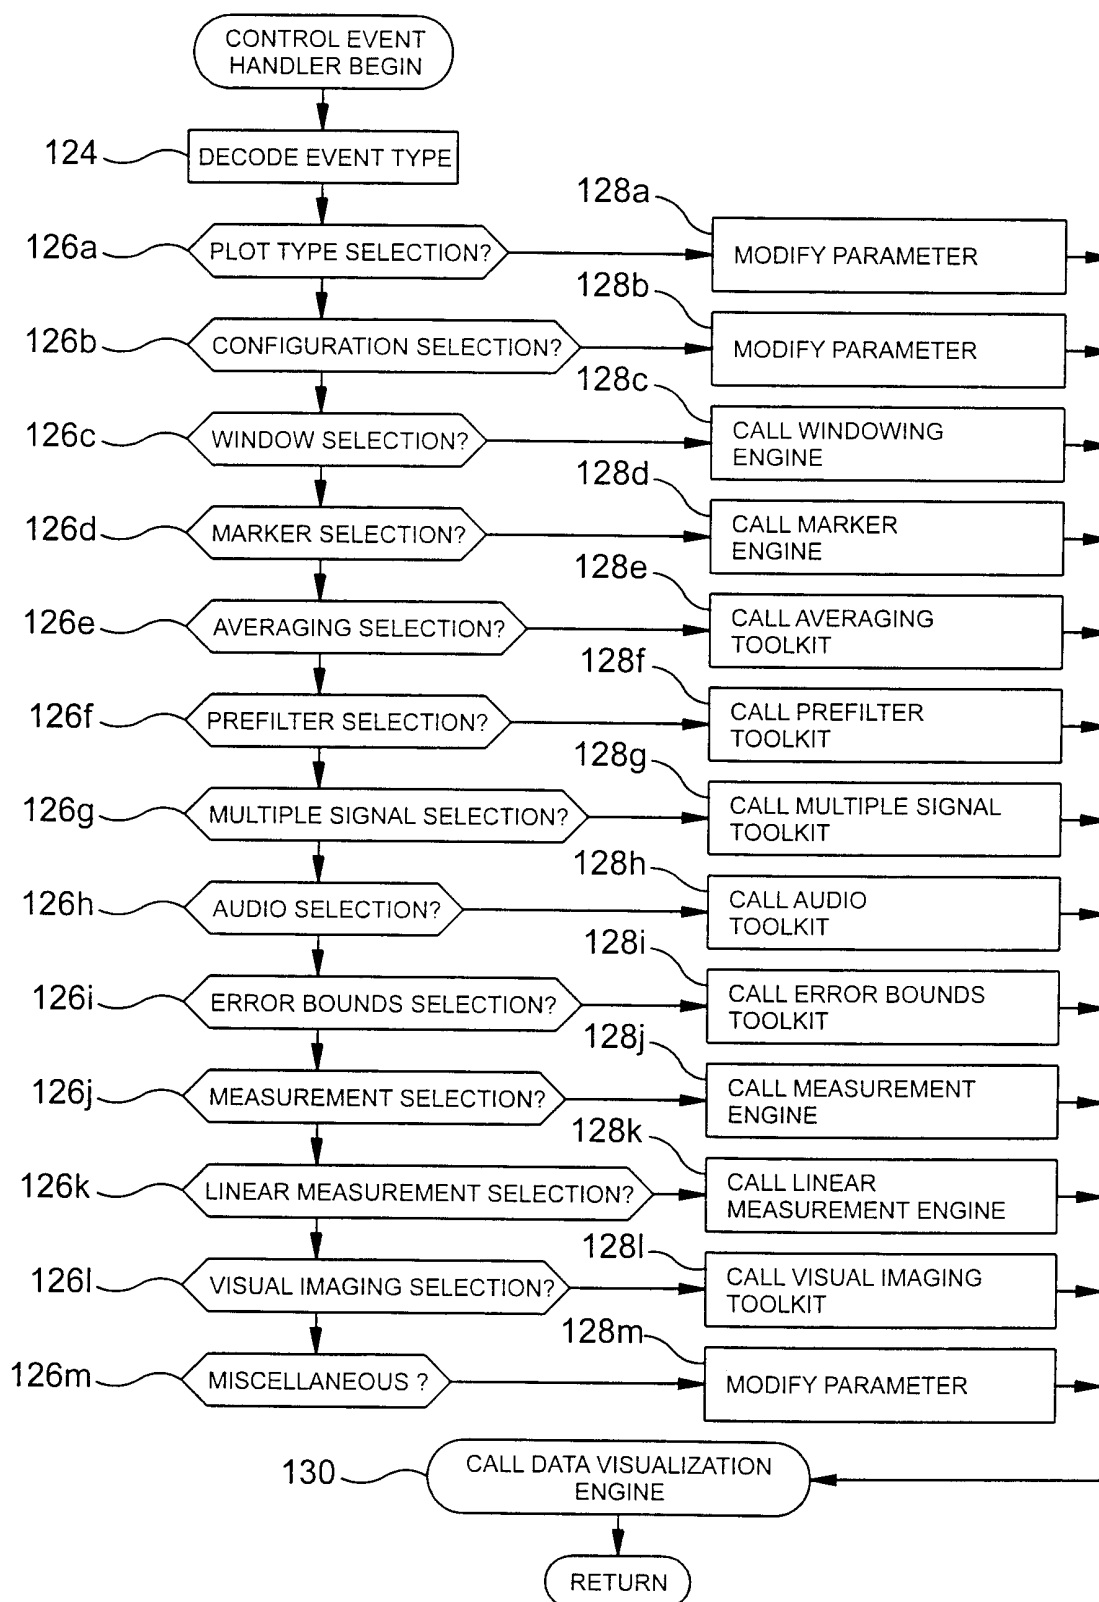 CONTROL EVENT
HANDLER BEGIN
124
DECODE EVENT TYPE
128a
126a
PLOT TYPE SELECTION?
MODIFY PARAMETER
128b
126b
CONFIGURATION SELECTION?
MODIFY PARAMETER
128c
126c
WINDOW SELECTION?
CALL WINDOWING
ENGINE
128d
126d
MARKER SELECTION?
CALL MARKER
ENGINE
128e
126e
AVERAGING SELECTION?
CALL AVERAGING
TOOLKIT
128f
126f
PREFILTER SELECTION?
CALL PREFILTER
TOOLKIT
128g
126g
MULTIPLE SIGNAL SELECTION?
CALL MULTIPLE SIGNAL
TOOLKIT
128h
126h
AUDIO SELECTION?
CALL AUDIO
TOOLKIT
128i
126i
ERROR BOUNDS SELECTION?
CALL ERROR BOUNDS
TOOLKIT
128j
126j
MEASUREMENT SELECTION?
CALL MEASUREMENT
ENGINE
128k
126k
LINEAR MEASUREMENT SELECTION?
CALL LINEAR
MEASUREMENT ENGINE
128l
126l
VISUAL IMAGING SELECTION?
CALL VISUAL IMAGING
TOOLKIT
128m
126m
MISCELLANEOUS ?
MODIFY PARAMETER
130
CALL DATA VISUALIZATION
ENGINE
RETURN